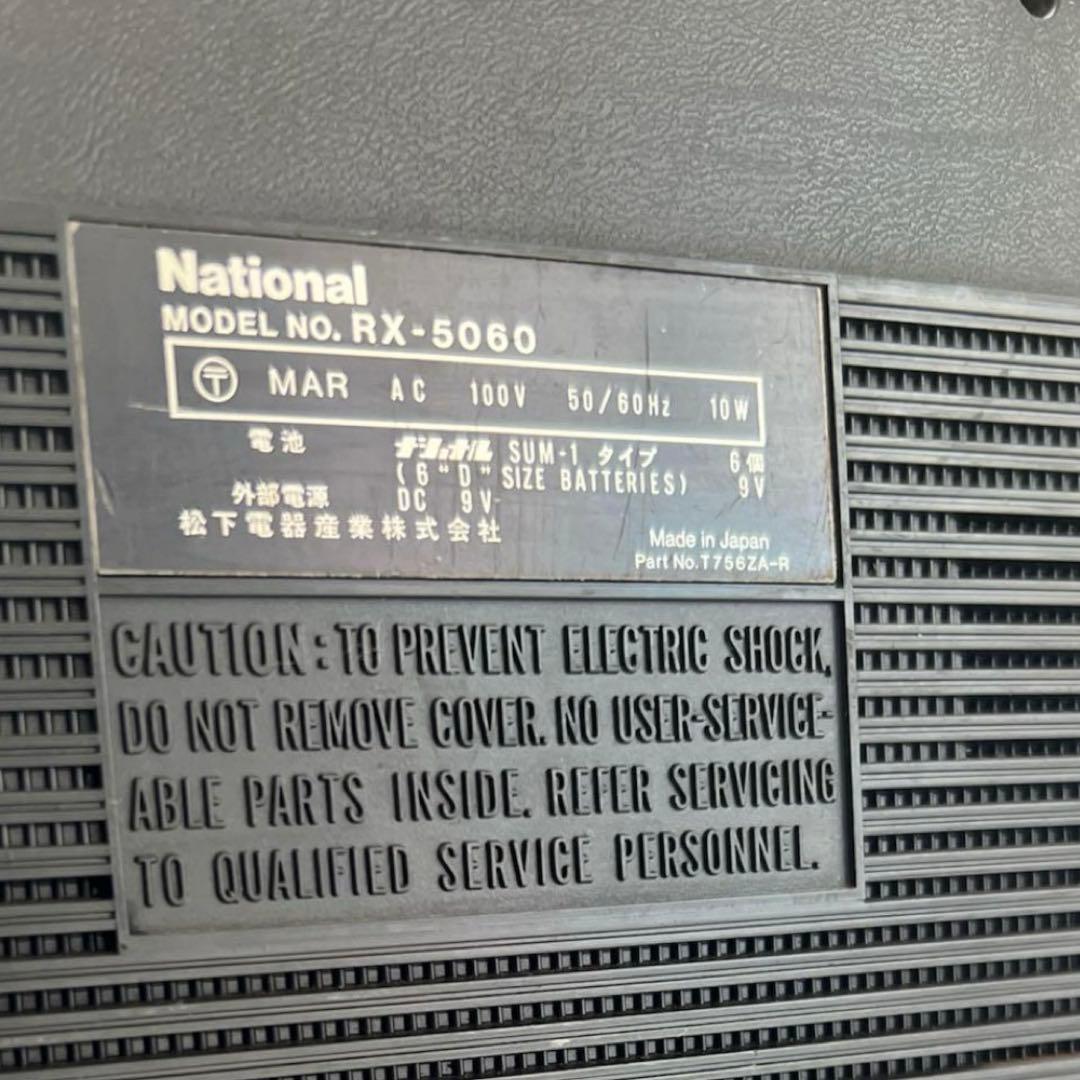 National
MODEL NO. RX-5060
〒 MAR AC 100V 50/60Hz 10W
電池 ナショナル SUM-1 タイプ 6個
(6 "D" SIZE BATTERIES) 9V
外部電源 DC 9V
松下電器産業株式会社
Made in Japan
Part No. T756ZA-R
CAUTION: TO PREVENT ELECTRIC SHOCK,
DO NOT REMOVE COVER. NO USER-SERVICE-
ABLE PARTS INSIDE. REFER SERVICING
TO QUALIFIED SERVICE PERSONNEL.